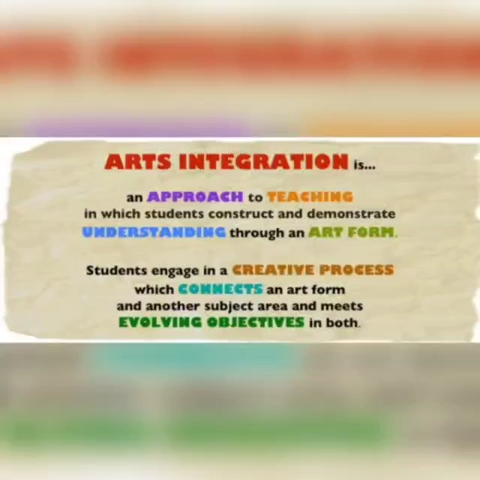 ARTS INTEGRATION is...
an APPROACH to TEACHING
in which students construct and demonstrate
UNDERSTANDING through an ART FORM.
Students engage in a CREATIVE PROCESS
which CONNECTS an art form
and another subject area and meets
EVOLVING OBJECTIVES in both.